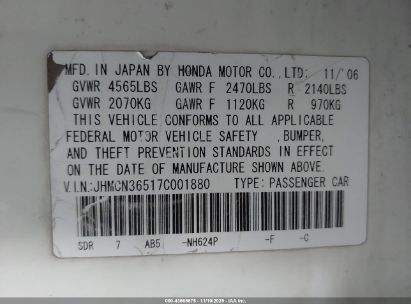 MFD. IN JAPAN BY HONDA MOTOR CO., LTD: 11/'06
GVWR 4565LBS GAWR F 2470LBS R 2140LBS
GVWR 2070KG GAWR F 1120KG R 970KG
THIS VEHICLE CONFORMS TO ALL APPLICABLE
FEDERAL MOTOR VEHICLE SAFETY , BUMPER,
AND THEFT PREVENTION STANDARDS IN EFFECT
ON THE DATE OF MANUFACTURE SHOWN ABOVE.
V.I.N:JHMCN36517C001880 TYPE: PASSENGER CAR
SDR 7 AB5 -NH624P -F -C